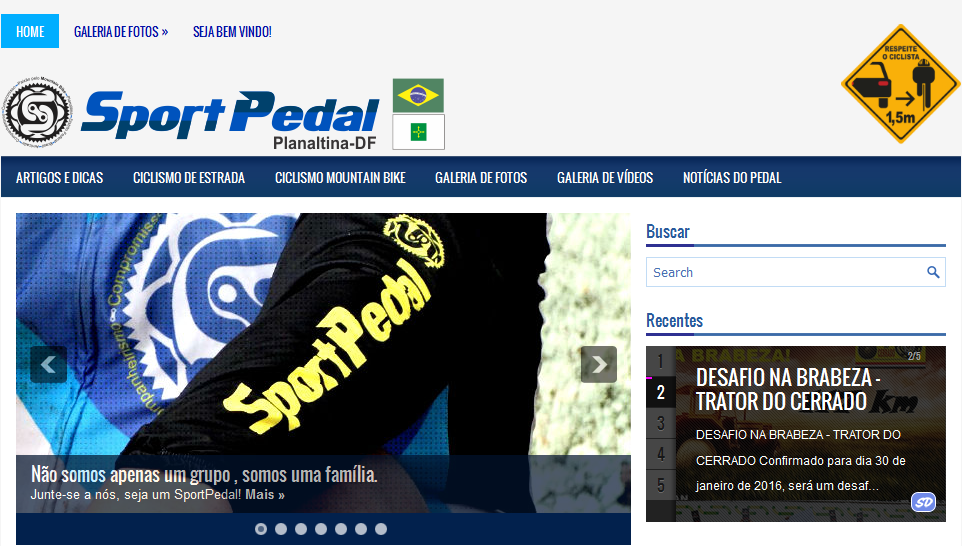 HOME
GALERIA DE FOTOS »
SEJA BEM VINDO!
RESPEITE
O CICLISTA
1,5m
Sport Pedal
Planaltina-DF
ARTIGOS E DICAS
CICLISMO DE ESTRADA
CICLISMO MOUNTAIN BIKE
GALERIA DE FOTOS
GALERIA DE VÍDEOS
NOTÍCIAS DO PEDAL
Compromisso
Companheirismo
SportPedal
Não somos apenas um grupo , somos uma família.
Junte-se a nós, seja um SportPedal! Mais »
Buscar
Search
Recentes
1
2
3
4
5
A BRABEZA!
2/5
DESAFIO NA BRABEZA -
TRATOR DO CERRADO
km
DESAFIO NA BRABEZA - TRATOR DO
CERRADO Confirmado para dia 30 de
janeiro de 2016, será um desaf...
SD